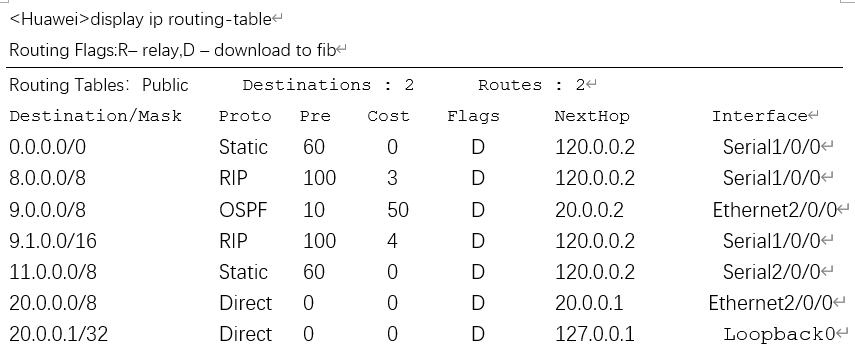 <Huawei>display ip routing-table↵
Routing Flags:R– relay,D – download to fib↵
Routing Tables: Public Destinations : 2 Routes : 2↵
Destination/Mask Proto Pre Cost Flags NextHop Interface↵
0.0.0.0/0 Static 60 0 D 120.0.0.2 Serial1/0/0↵
8.0.0.0/8 RIP 100 3 D 120.0.0.2 Serial1/0/0↵
9.0.0.0/8 OSPF 10 50 D 20.0.0.2 Ethernet2/0/0↵
9.1.0.0/16 RIP 100 4 D 120.0.0.2 Serial1/0/0↵
11.0.0.0/8 Static 60 0 D 120.0.0.2 Serial2/0/0↵
20.0.0.0/8 Direct 0 0 D 20.0.0.1 Ethernet2/0/0↵
20.0.0.1/32 Direct 0 0 D 127.0.0.1 Loopback0↵